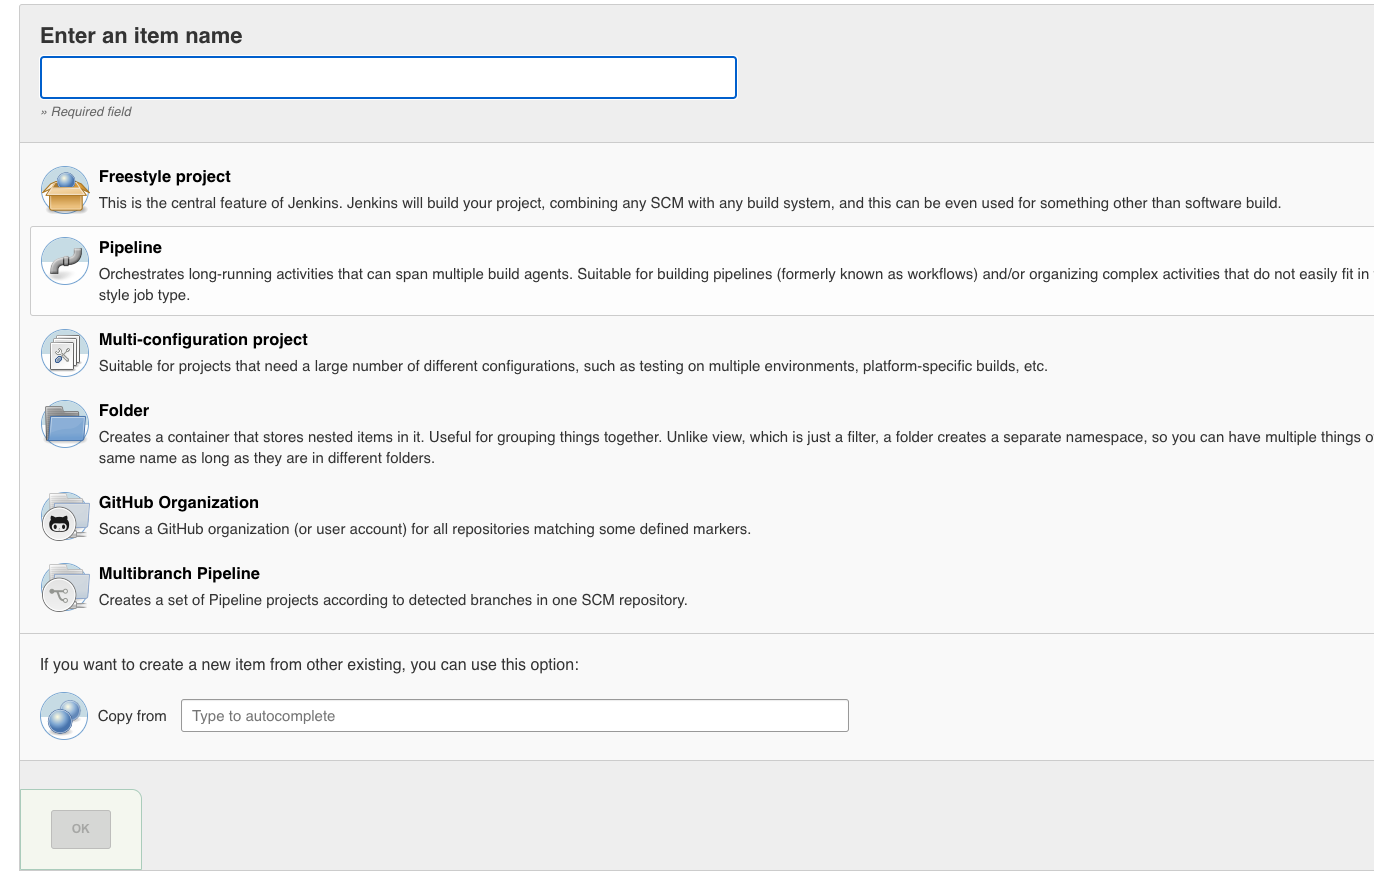 Enter an item name
» Required field
Freestyle project
This is the central feature of Jenkins. Jenkins will build your project, combining any SCM with any build system, and this can be even used for something other than software build.
Pipeline
Orchestrates long-running activities that can span multiple build agents. Suitable for building pipelines (formerly known as workflows) and/or organizing complex activities that do not easily fit in
style job type.
Multi-configuration project
Suitable for projects that need a large number of different configurations, such as testing on multiple environments, platform-specific builds, etc.
Folder
Creates a container that stores nested items in it. Useful for grouping things together. Unlike view, which is just a filter, a folder creates a separate namespace, so you can have multiple things
same name as long as they are in different folders.
GitHub Organization
Scans a GitHub organization (or user account) for all repositories matching some defined markers.
Multibranch Pipeline
Creates a set of Pipeline projects according to detected branches in one SCM repository.
If you want to create a new item from other existing, you can use this option:
Copy from
Type to autocomplete
OK